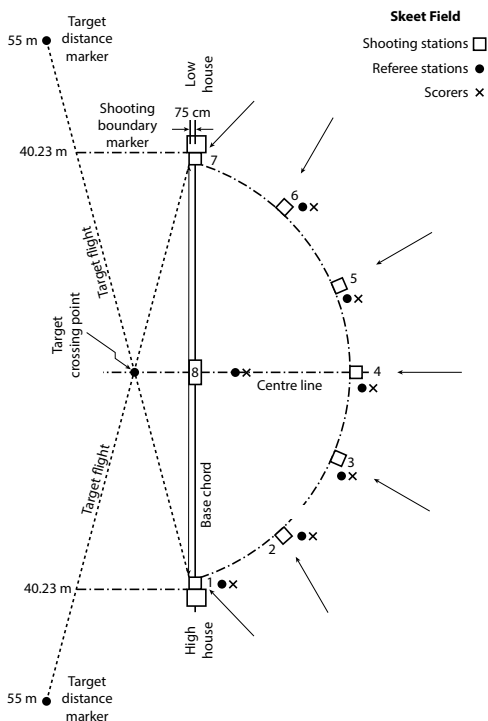 Skeet Field
Shooting stations
Referee stations
Scorers
Target
distance
marker
55 m
Low
house
75 cm
Shooting
boundary
marker
40.23 m
7
6
5
Target flight
Target
crossing point
8
4
Centre line
Target flight
Base chord
3
2
1
40.23 m
High
house
55 m
Target
distance
marker